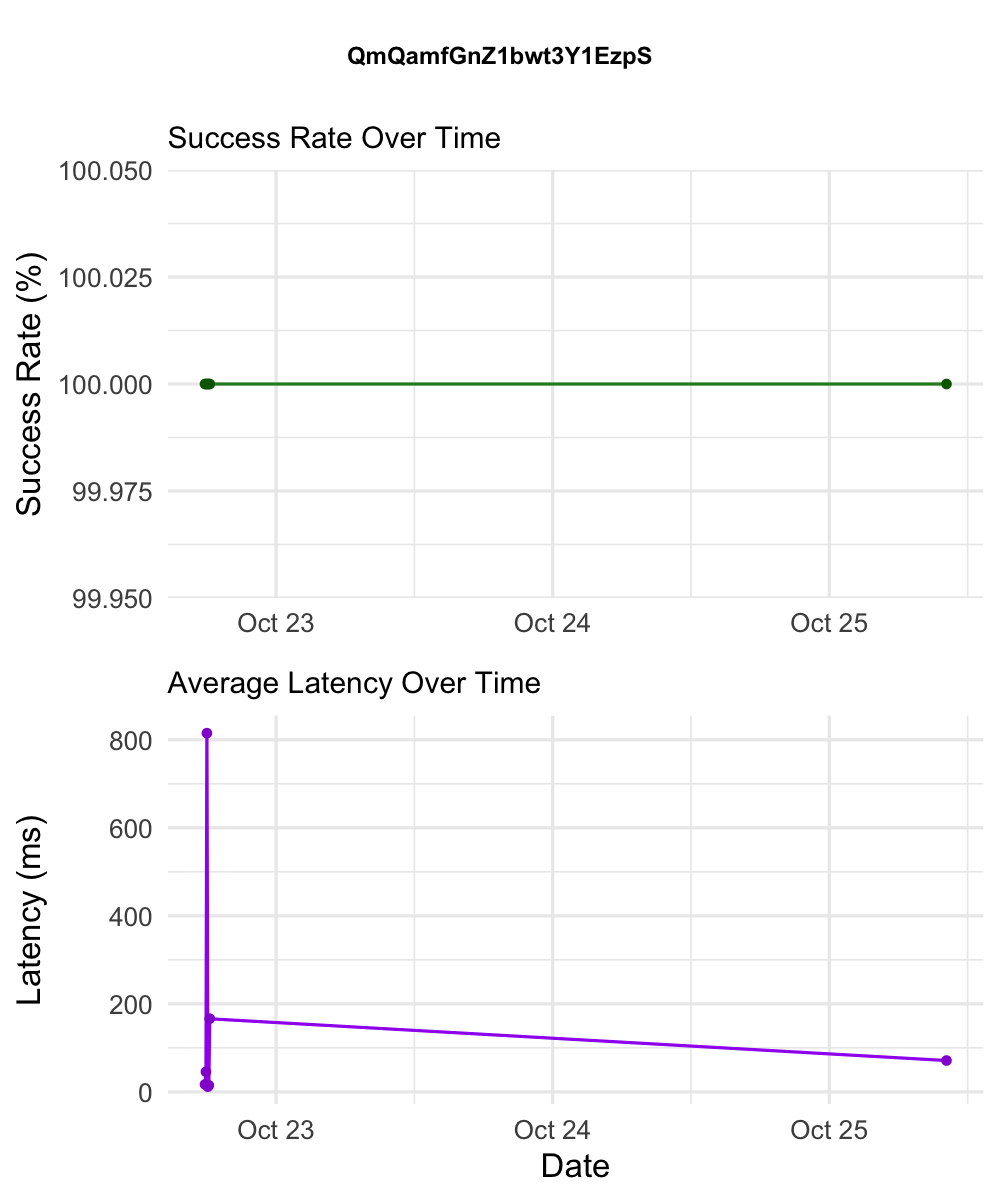 QmQamfGnZ1bwt3Y1EzpS
Success Rate Over Time
100.050
100.025
100.000
99.975
99.950
Success Rate (%)
Oct 23 Oct 24 Oct 25
Average Latency Over Time
800
600
400
200
0
Latency (ms)
Oct 23 Oct 24 Oct 25
Date